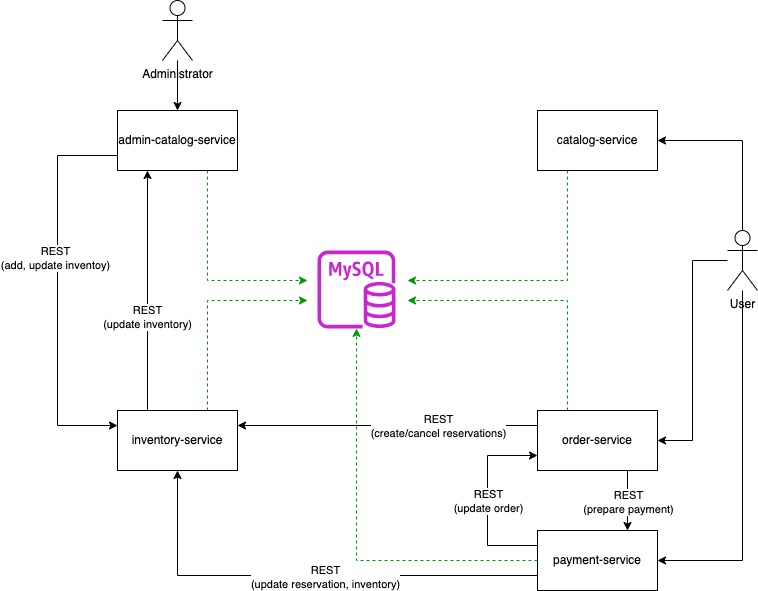 Administrator
admin-catalog-service
catalog-service
REST
(add, update inventoy)
MySQL
User
REST
(update inventory)
REST
(create/cancel reservations)
inventory-service
order-service
REST
(update order)
REST
(prepare payment)
payment-service
REST
(update reservation, inventory)